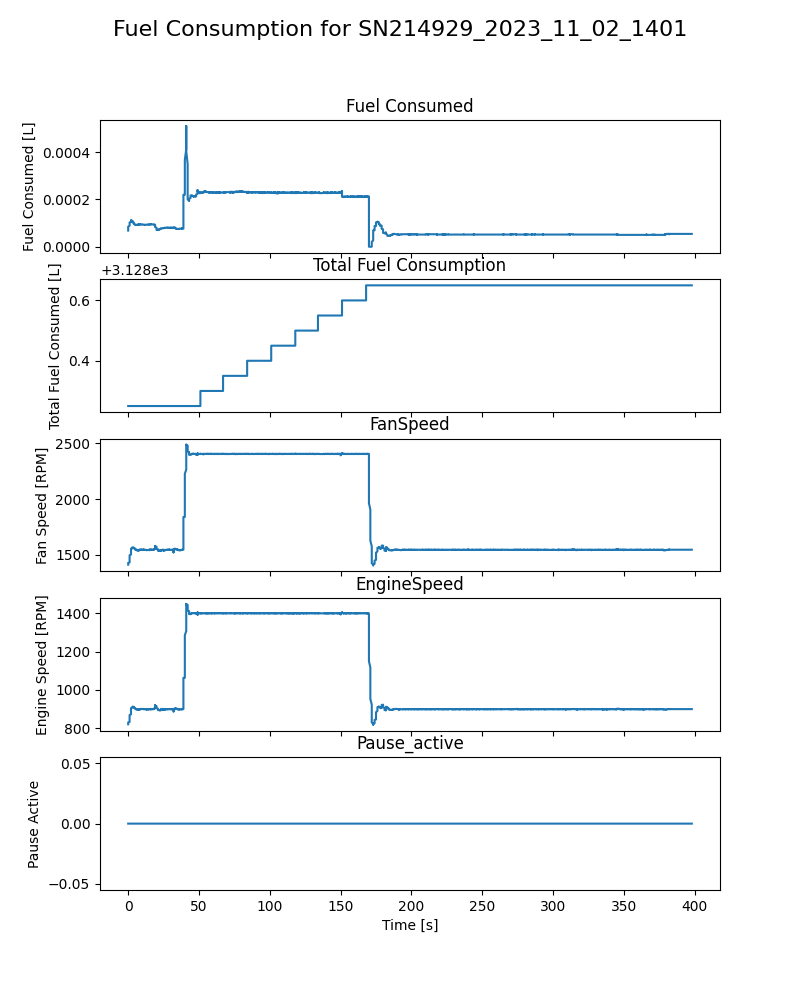 Fuel Consumption for SN214929_2023_11_02_1401
Fuel Consumed
Fuel Consumed [L]
0.0004
0.0002
0.0000
Total Fuel Consumption
+3.128e3
Total Fuel Consumed [L]
0.6
0.4
FanSpeed
Fan Speed [RPM]
2500
2000
1500
EngineSpeed
Engine Speed [RPM]
1400
1200
1000
800
Pause_active
Pause Active
0.05
0.00
−0.05
0 50 100 150 200 250 300 350 400
Time [s]